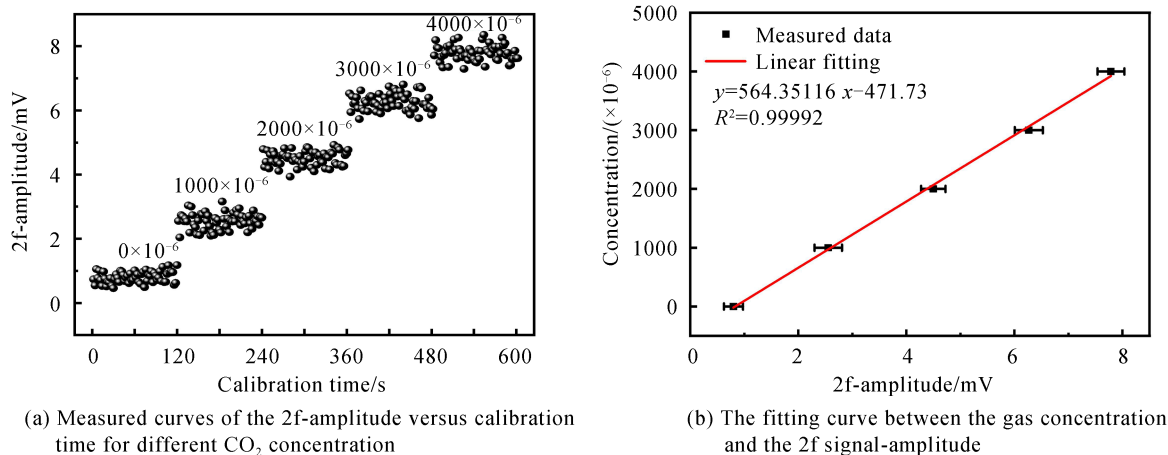 8
6
4
2
0
2f-amplitude/mV
4000×10⁻⁶
3000×10⁻⁶
2000×10⁻⁶
1000×10⁻⁶
0×10⁻⁶
0 120 240 360 480 600
Calibration time/s
(a) Measured curves of the 2f-amplitude versus calibration
time for different CO₂ concentration
5000
4000
3000
2000
1000
0
Concentration/(×10⁻⁶)
Measured data
Linear fitting
y=564.35116 x−471.73
R²=0.99992
0 2 4 6 8
2f-amplitude/mV
(b) The fitting curve between the gas concentration
and the 2f signal-amplitude